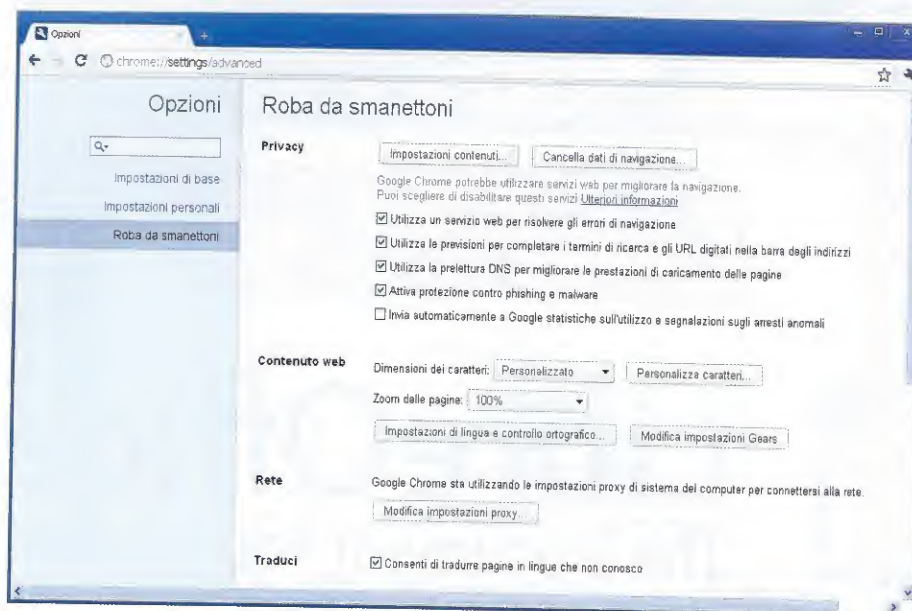 Opzioni
chrome://settings/advanced
Opzioni
Impostazioni di base
Impostazioni personali
Roba da smanettoni
Roba da smanettoni
Privacy
Impostazioni contenuti...
Cancella dati di navigazione...
Google Chrome potrebbe utilizzare servizi web per migliorare la navigazione.
Puoi scegliere di disabilitare questi servizi Ulteriori informazioni
Utilizza un servizio web per risolvere gli errori di navigazione
Utilizza le previsioni per completare i termini di ricerca e gli URL digitati nella barra degli indirizzi
Utilizza la prelettura DNS per migliorare le prestazioni di caricamento delle pagine
Attiva protezione contro phishing e malware
Invia automaticamente a Google statistiche sull'utilizzo e segnalazioni sugli arresti anomali
Contenuto web
Dimensioni dei caratteri: Personalizzato
Personalizza caratteri...
Zoom delle pagine: 100%
Impostazioni di lingua e controllo ortografico...
Modifica impostazioni Gears
Rete
Google Chrome sta utilizzando le impostazioni proxy di sistema del computer per connettersi alla rete.
Modifica impostazioni proxy...
Traduci
Consenti di tradurre pagine in lingue che non conosco